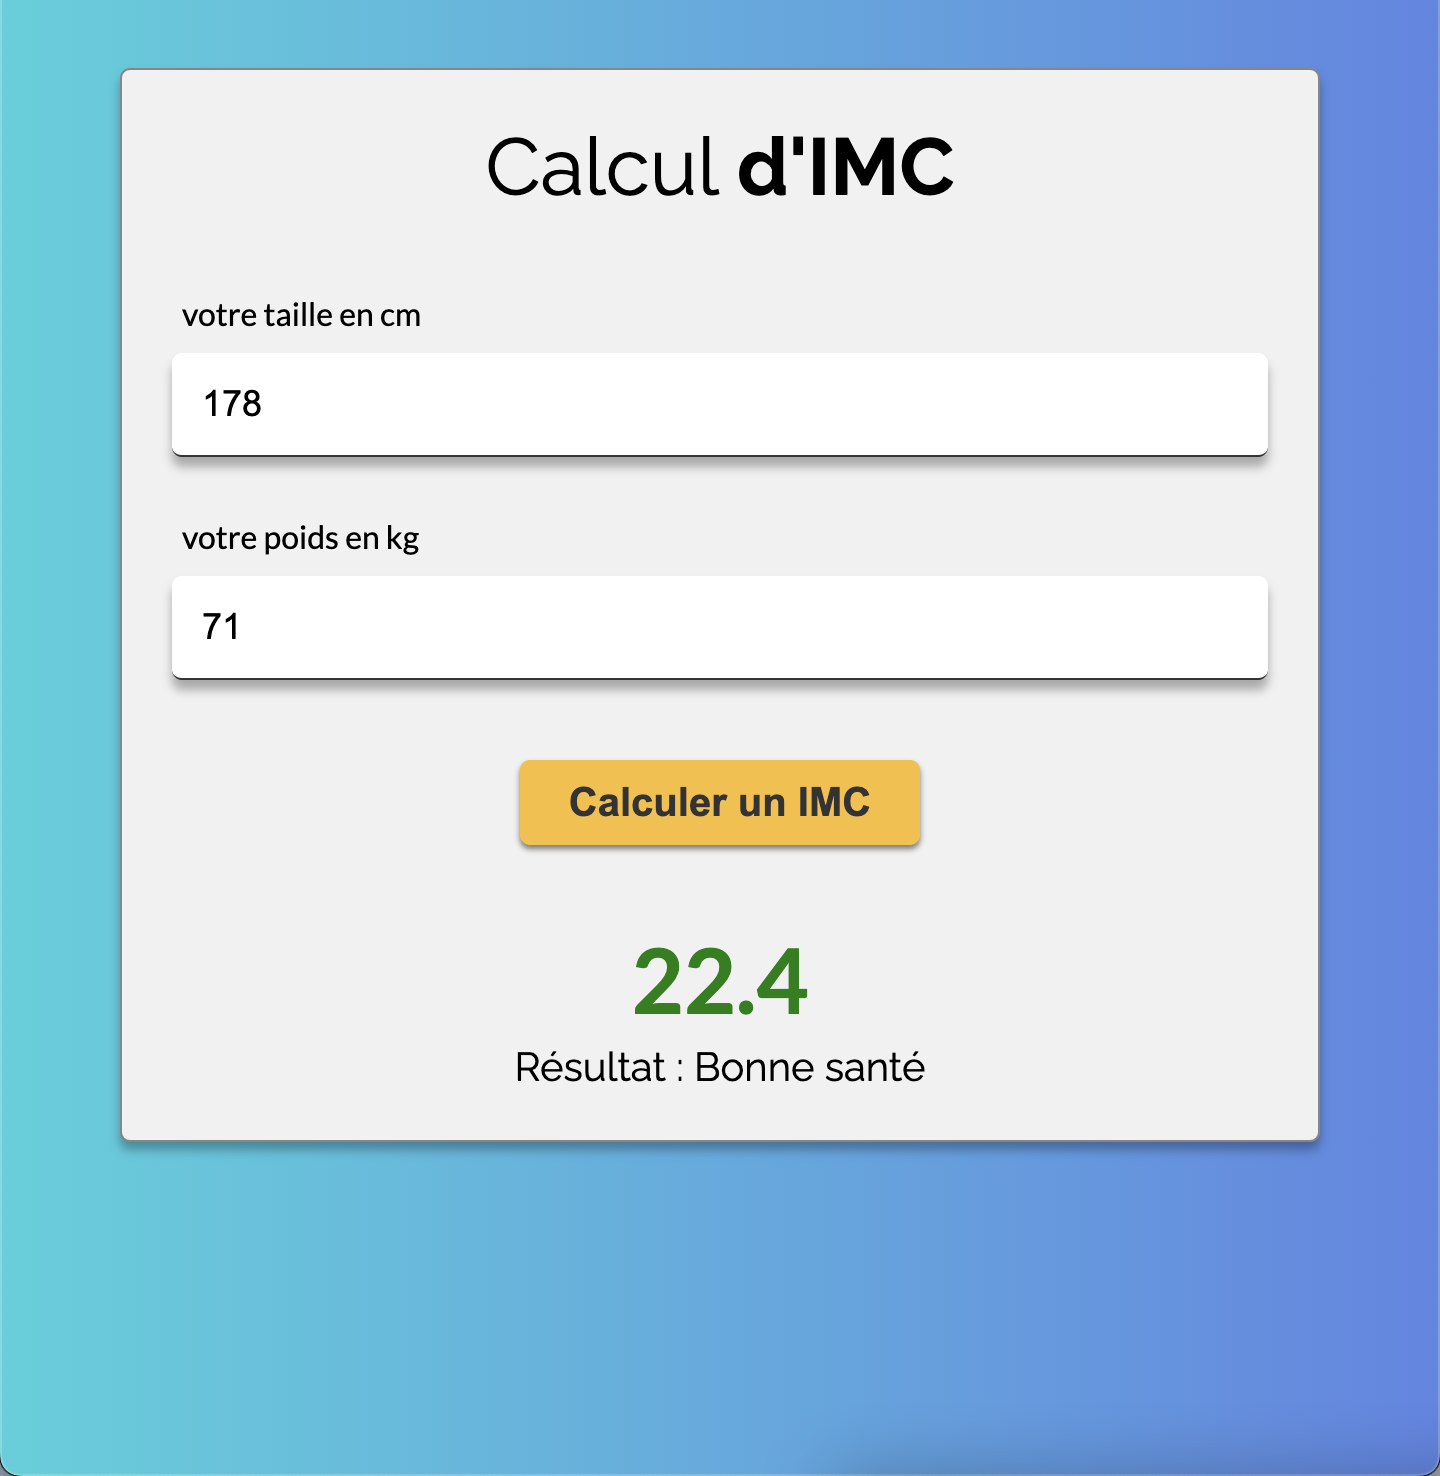 Calcul d'IMC
votre taille en cm
178
votre poids en kg
71
Calculer un IMC
22.4
Résultat : Bonne santé